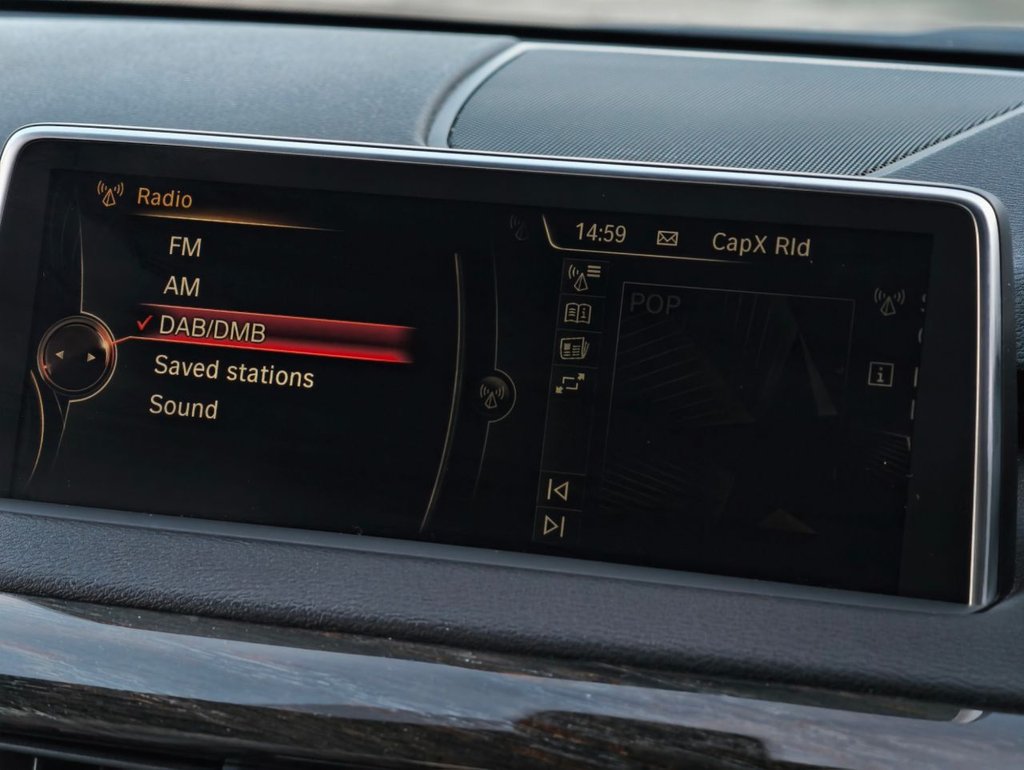 Radio
FM
AM
DAB/DMB
Saved stations
Sound
14:59
CapX Rld
POP